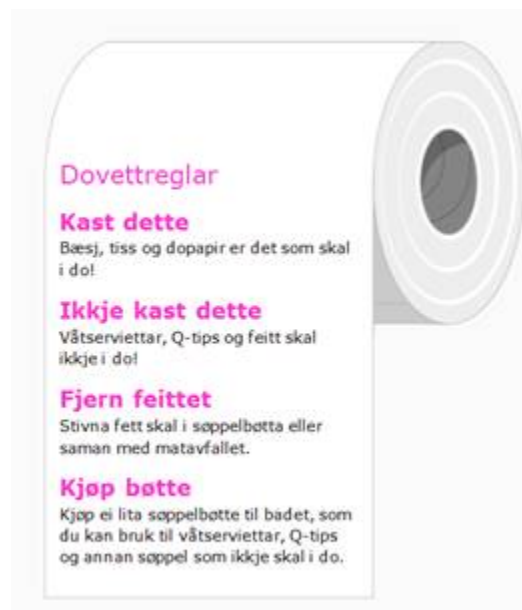 Dovettreglar
Kast dette
Bæsj, tiss og dopapir er det som skal
i do!
Ikkje kast dette
Våtserviettar, Q-tips og feitt skal
ikkje i do!
Fjern feittet
Stivna fett skal i søppelbøtta eller
saman med matavfallet.
Kjøp bøtte
Kjøp ei lita søppelbøtte til badet, som
du kan bruk til våtserviettar, Q-tips
og annan søppel som ikkje skal i do.